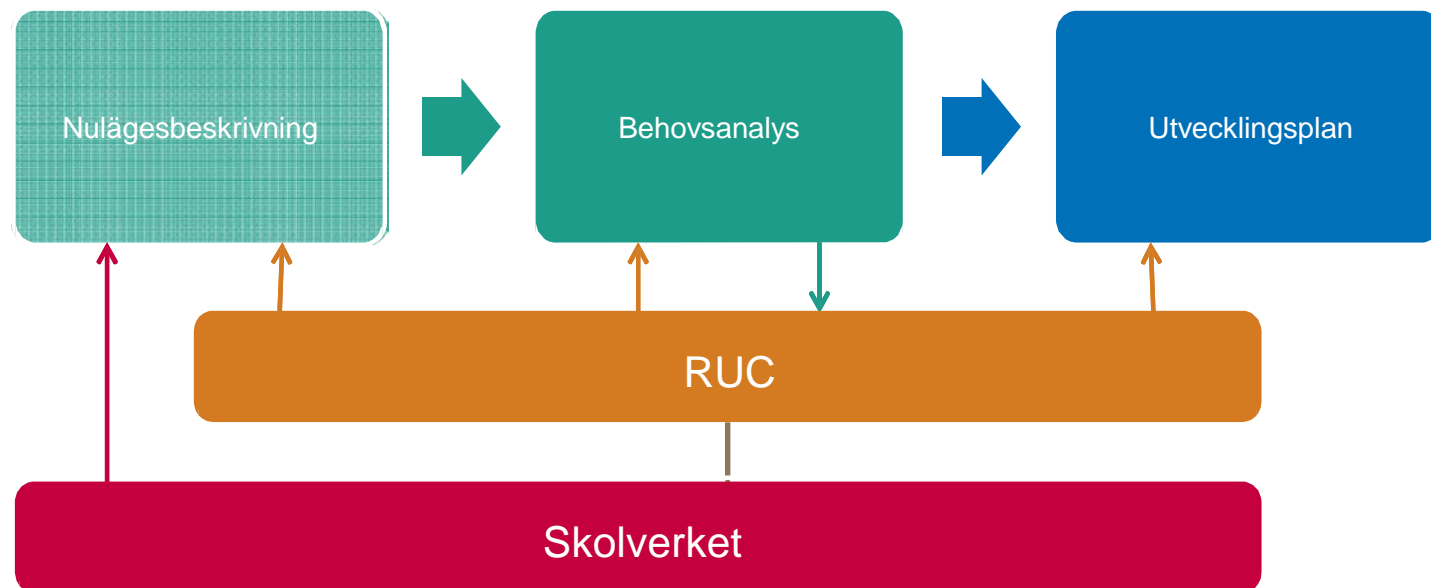 Nulägesbeskrivning
Behovsanalys
Utvecklingsplan
RUC
Skolverket